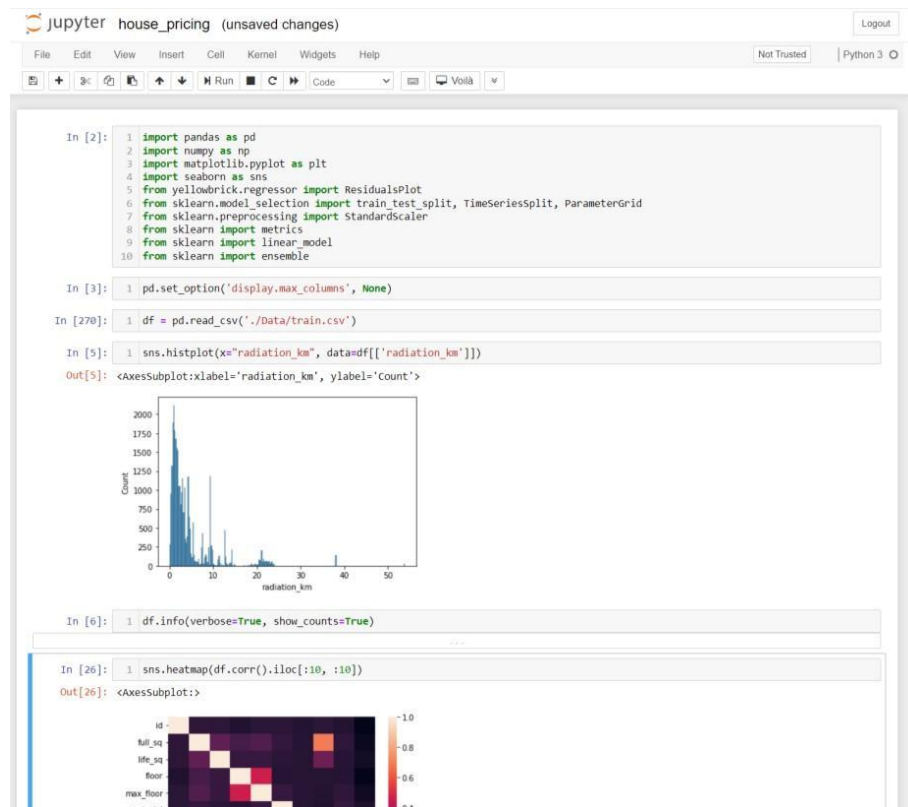 jupyter house_pricing (unsaved changes)
Logout
File Edit View Insert Cell Kernel Widgets Help
Not Trusted Python 3
Run Code Voilà
In [2]:
1 import pandas as pd
2 import numpy as np
3 import matplotlib.pyplot as plt
4 import seaborn as sns
5 from yellowbrick.regressor import ResidualsPlot
6 from sklearn.model_selection import train_test_split, TimeSeriesSplit, ParameterGrid
7 from sklearn.preprocessing import StandardScaler
8 from sklearn import metrics
9 from sklearn import linear_model
10 from sklearn import ensemble
In [3]: 1 pd.set_option('display.max_columns', None)
In [270]: 1 df = pd.read_csv('./Data/train.csv')
In [5]: 1 sns.histplot(x="radiation_km", data=df[['radiation_km']])
Out[5]: <AxesSubplot:xlabel='radiation_km', ylabel='Count'>
2000
1750
1500
1250
1000
750
500
250
0
Count
0 10 20 30 40 50
radiation_km
In [6]: 1 df.info(verbose=True, show_counts=True)
...
In [26]: 1 sns.heatmap(df.corr().iloc[:10, :10])
Out[26]: <AxesSubplot:>
id
full_sq
life_sq
floor
max_floor
1.0
0.8
0.6